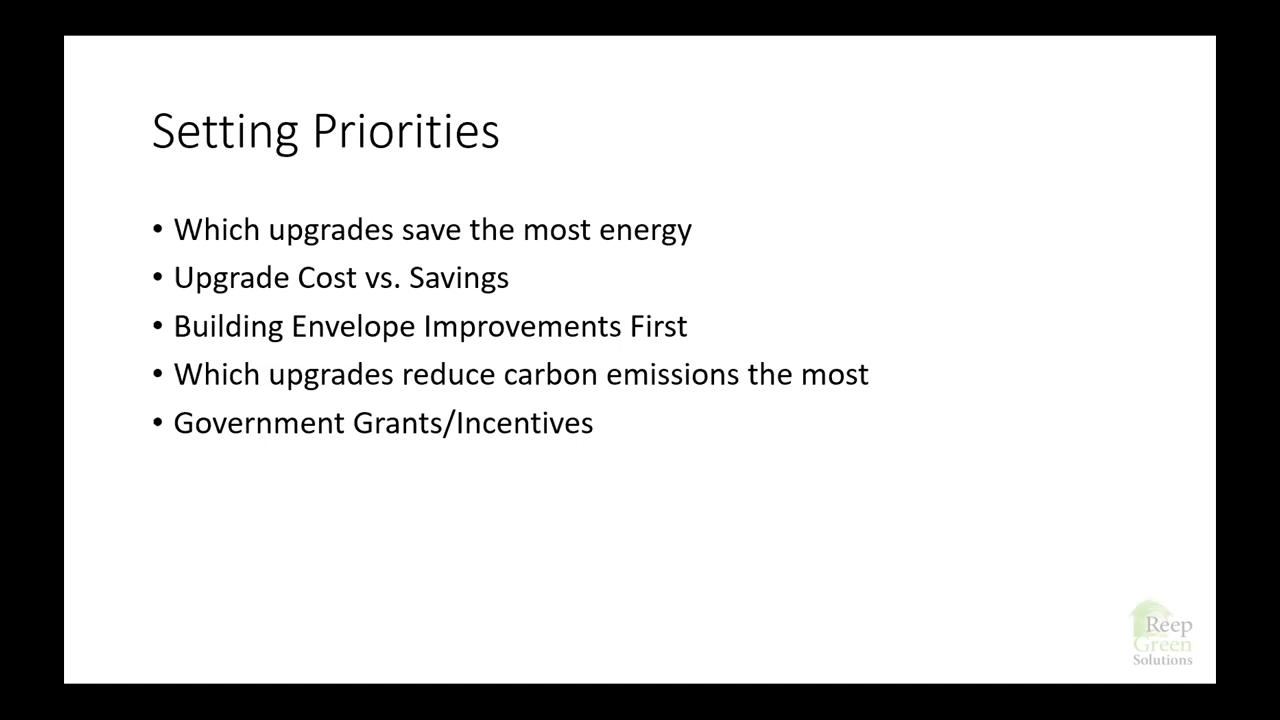 Setting Priorities
• Which upgrades save the most energy
• Upgrade Cost vs. Savings
• Building Envelope Improvements First
• Which upgrades reduce carbon emissions the most
• Government Grants/Incentives
Reep
Green
Solutions